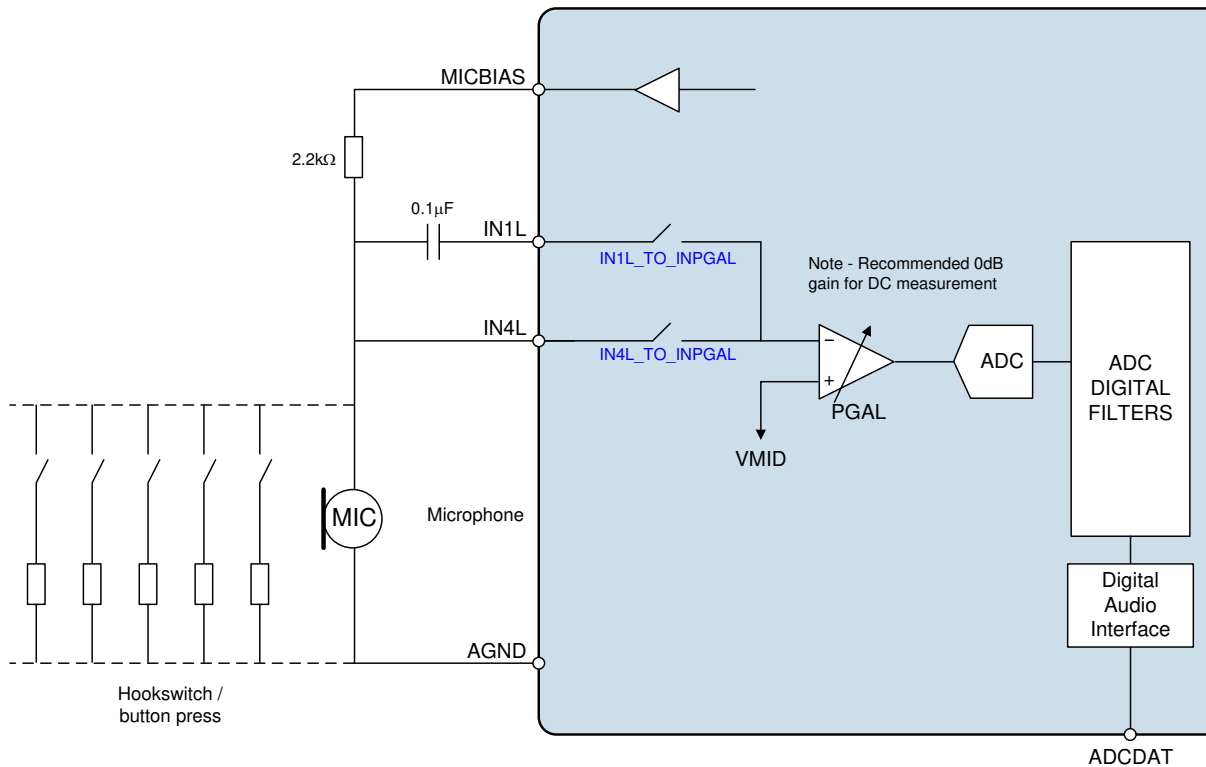 MICBIAS
2.2kΩ
0.1µF
IN1L
IN1L_TO_INPGAL
Note - Recommended 0dB
gain for DC measurement
IN4L
IN4L_TO_INPGAL
−
+
PGAL
VMID
ADC
ADC
DIGITAL
FILTERS
MIC
Microphone
Digital
Audio
Interface
AGND
Hookswitch /
button press
ADCDAT